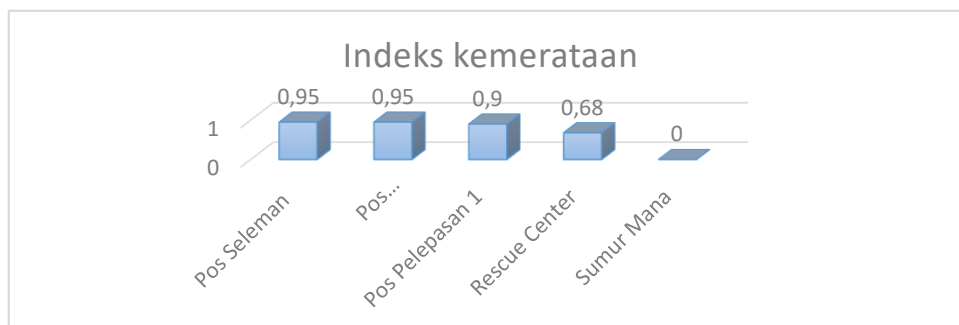 Indeks kemerataan
0,95
0,95
0,9
0,68
0
1
0
Pos Seleman
Pos...
Pos Pelepasan 1
Rescue Center
Sumur Mana